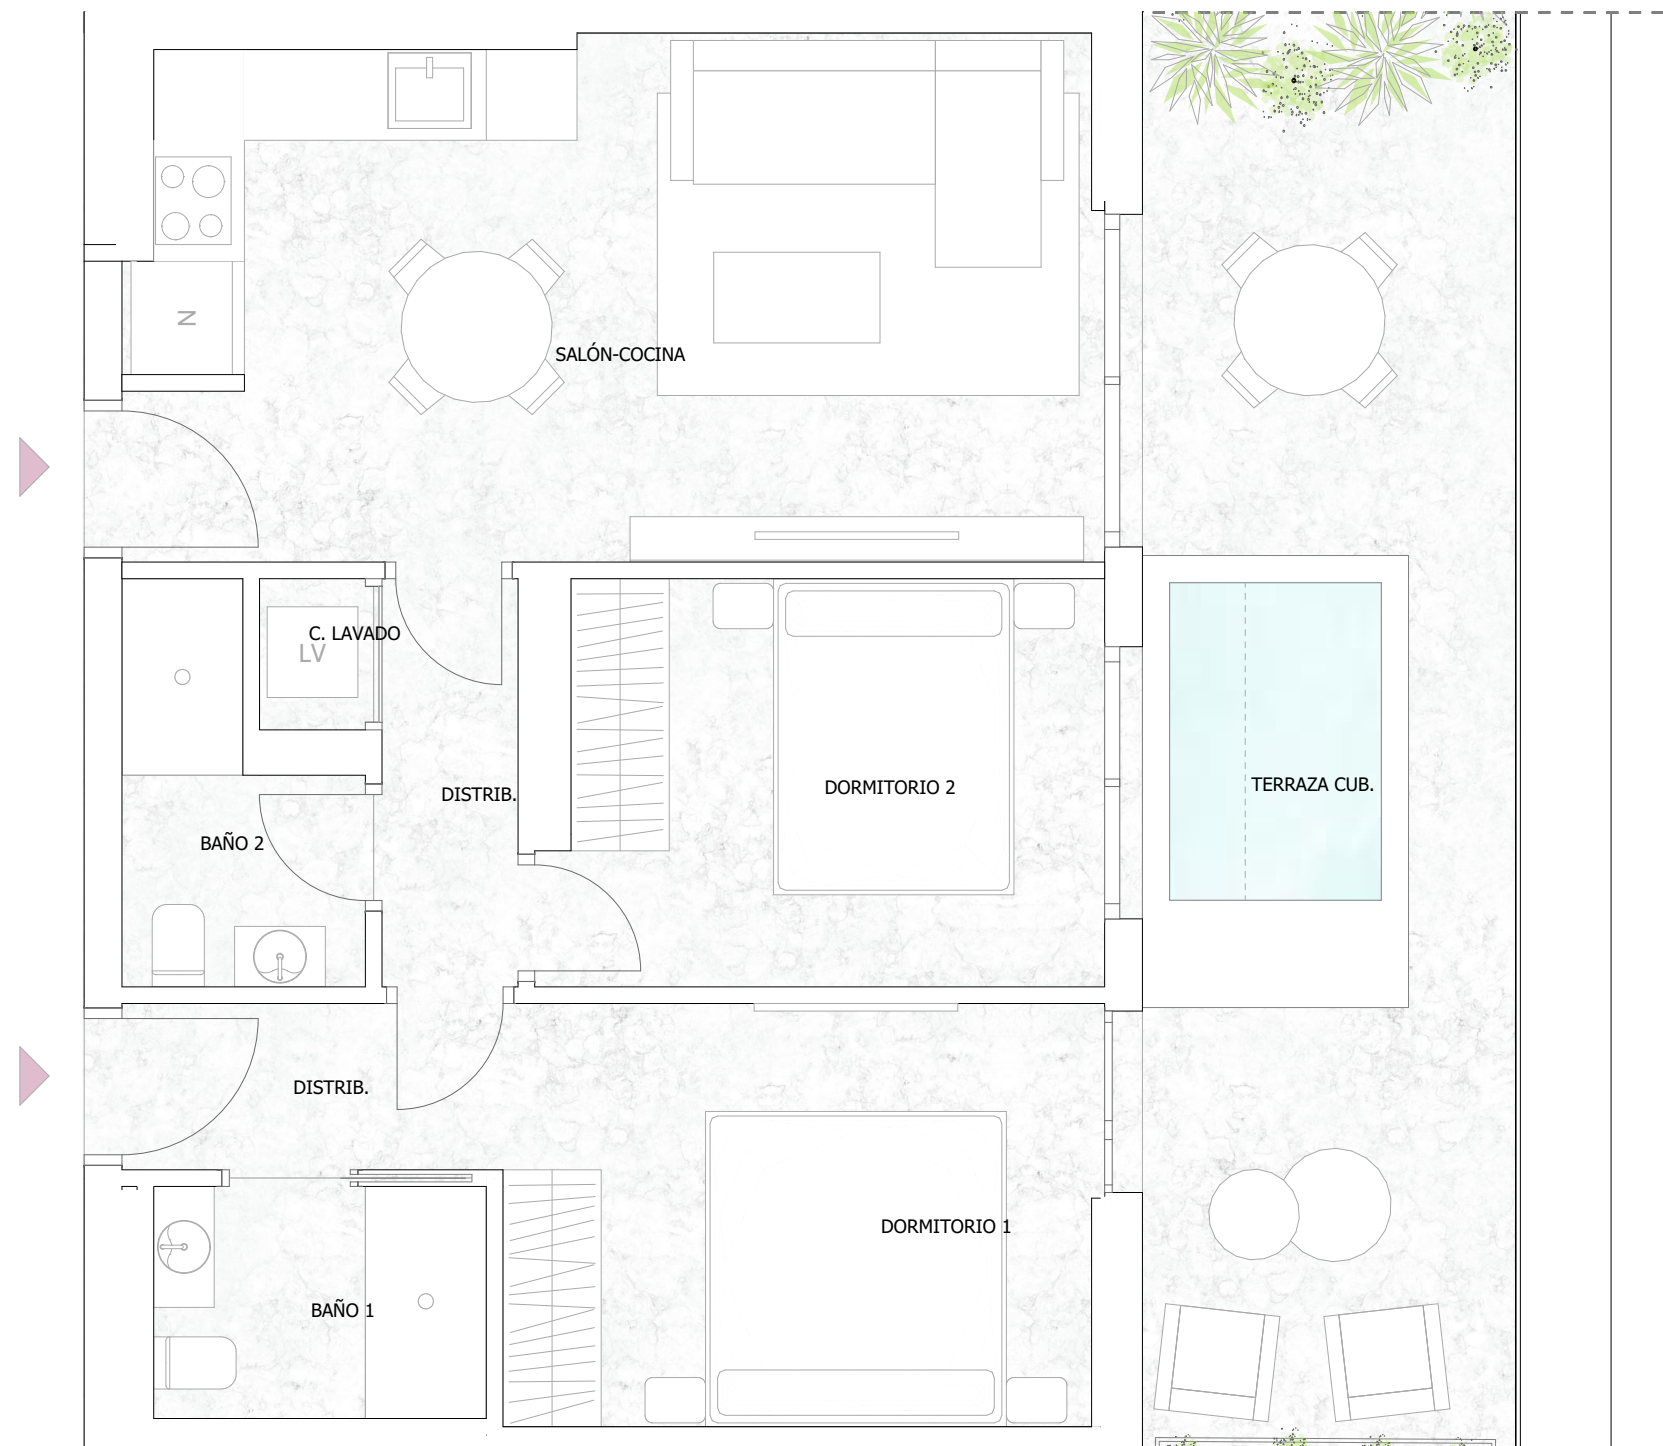 N
SALÓN-COCINA
C. LAVADO
LV
DISTRIB.
DORMITORIO 2
TERRAZA CUB.
BAÑO 2
DISTRIB.
DORMITORIO 1
BAÑO 1